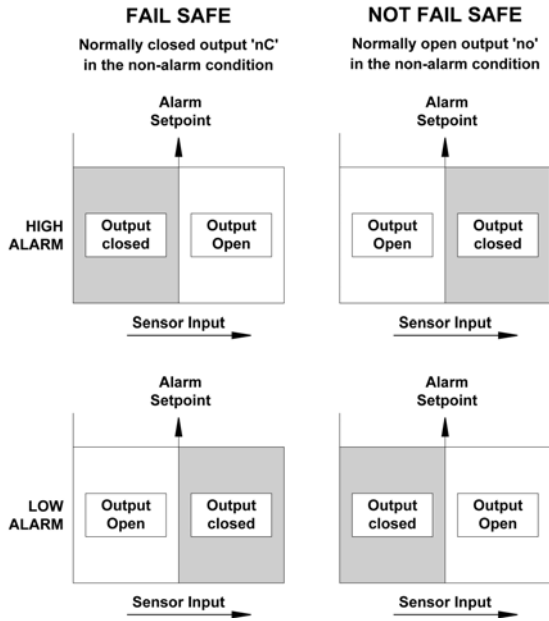 FAIL SAFE
Normally closed output 'nC'
in the non-alarm condition
NOT FAIL SAFE
Normally open output 'no'
in the non-alarm condition
Alarm
Setpoint
Alarm
Setpoint
HIGH
ALARM
Output
closed
Output
Open
Output
Open
Output
closed
Sensor Input
Sensor Input
Alarm
Setpoint
Alarm
Setpoint
LOW
ALARM
Output
Open
Output
closed
Output
closed
Output
Open
Sensor Input
Sensor Input